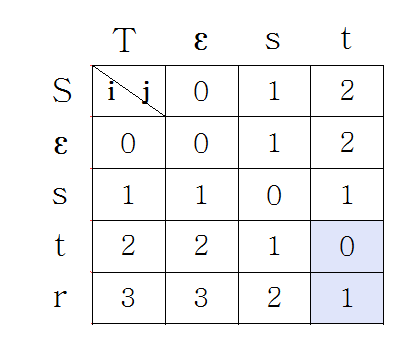 T ε s t
S i j 0 1 2
ε 0 0 1 2
s 1 1 0 1
t 2 2 1 0
r 3 3 2 1